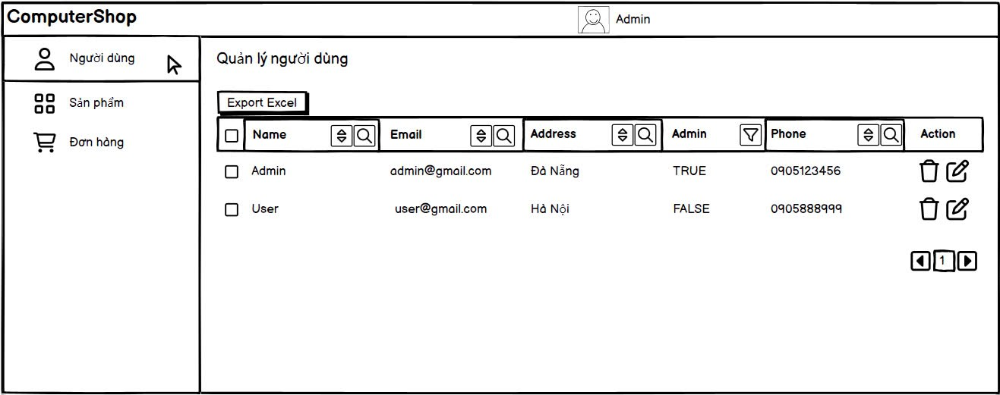 ComputerShop
Admin
Người dùng
Sản phẩm
Đơn hàng
Quản lý người dùng
Export Excel
Name Email Address Admin Phone Action
Admin admin@gmail.com Đà Nẵng TRUE 0905123456
User user@gmail.com Hà Nội FALSE 0905888999
1